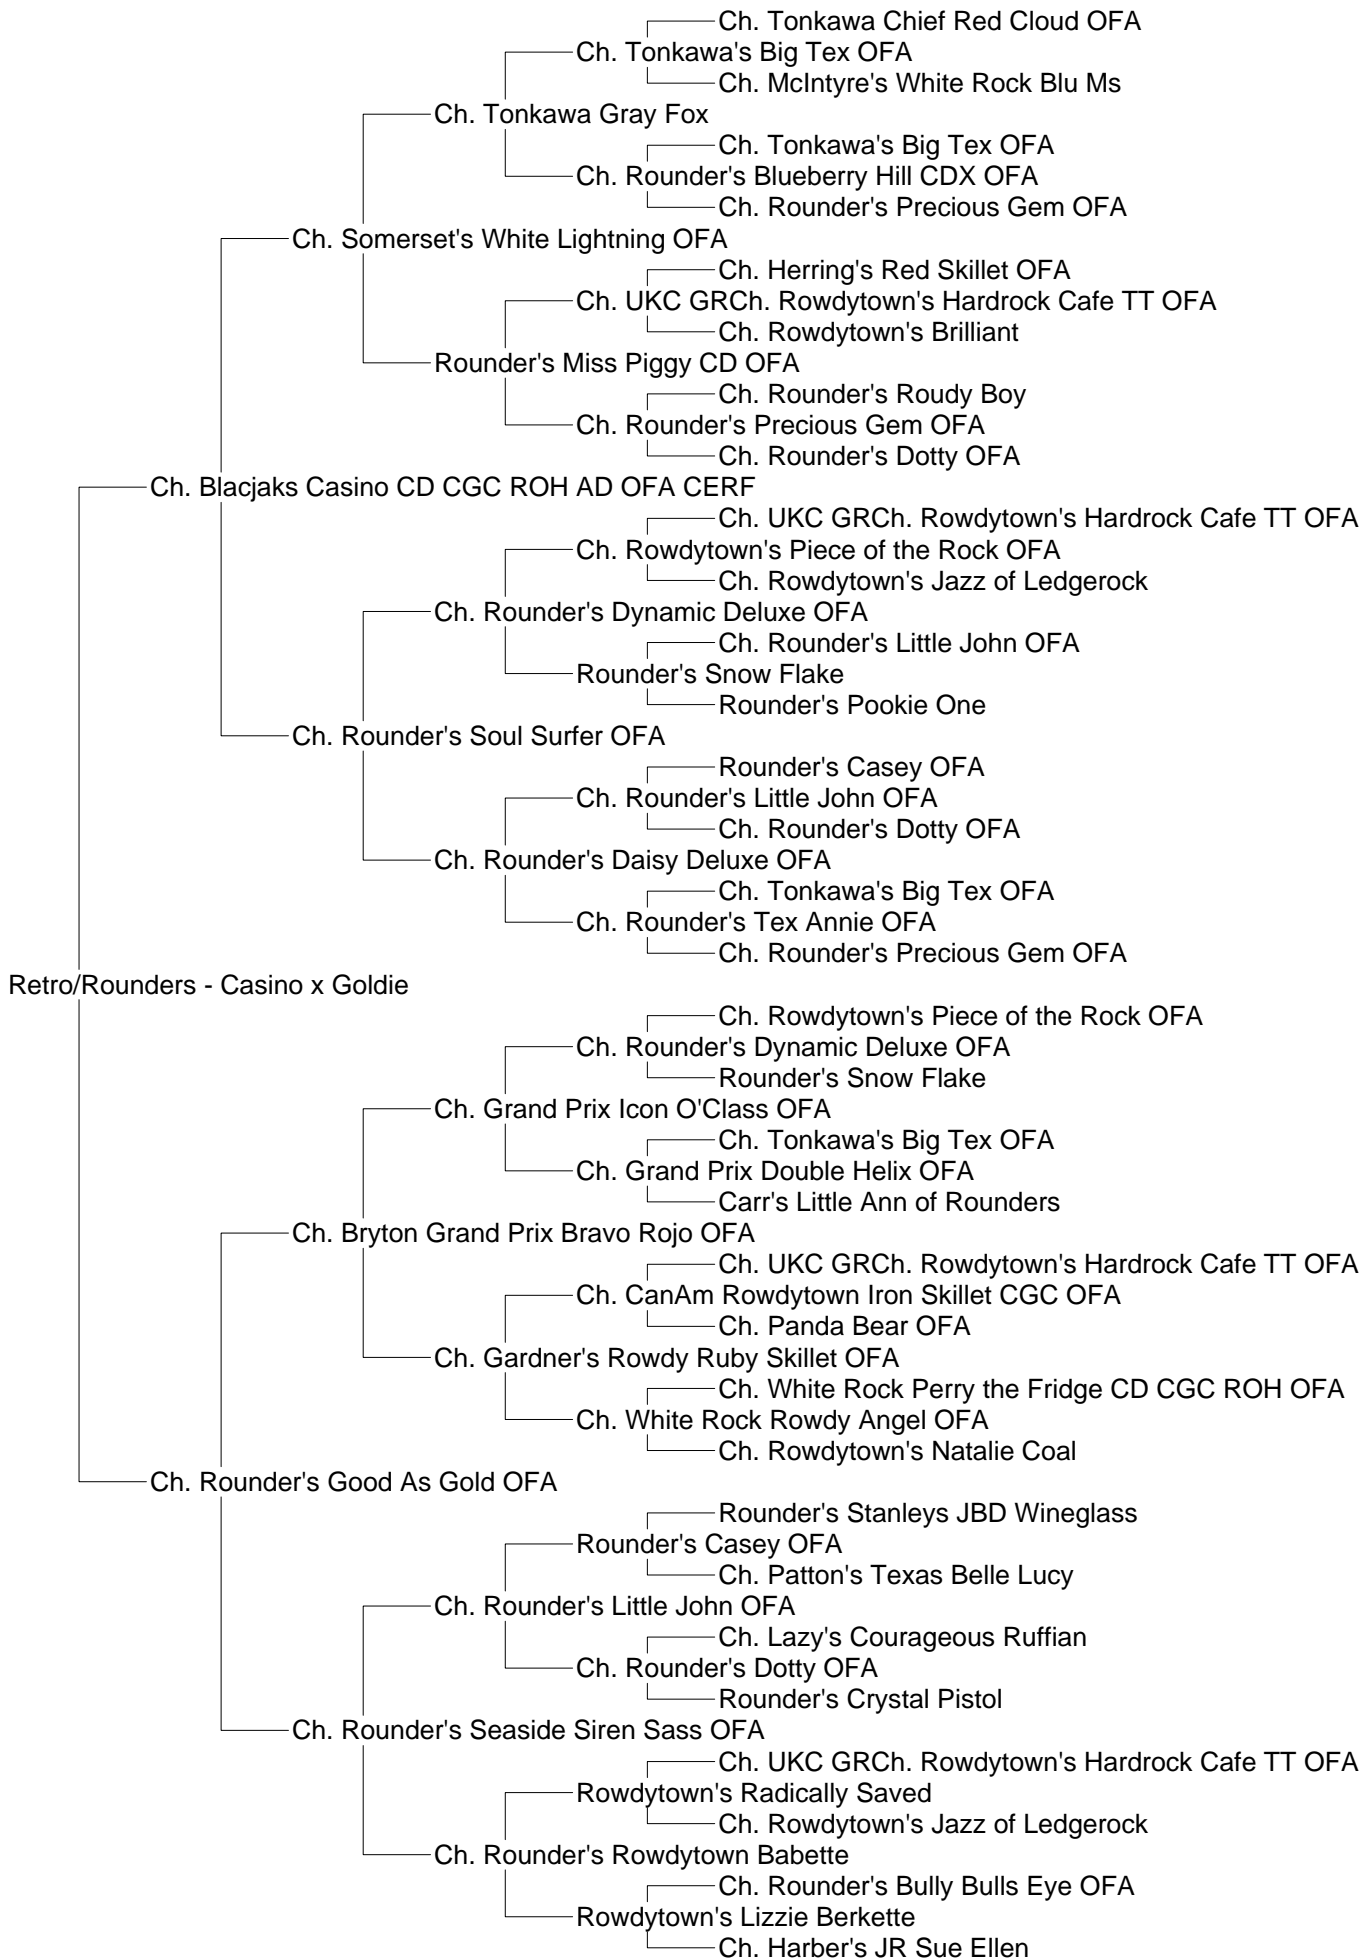 Ch. Tonkawa Chief Red Cloud OFA
Ch. Tonkawa's Big Tex OFA
Ch. McIntyre's White Rock Blu Ms
Ch. Tonkawa Gray Fox
Ch. Tonkawa's Big Tex OFA
Ch. Rounder's Blueberry Hill CDX OFA
Ch. Rounder's Precious Gem OFA
Ch. Somerset's White Lightning OFA
Ch. Herring's Red Skillet OFA
Ch. UKC GRCh. Rowdytown's Hardrock Cafe TT OFA
Ch. Rowdytown's Brilliant
Rounder's Miss Piggy CD OFA
Ch. Rounder's Roudy Boy
Ch. Rounder's Precious Gem OFA
Ch. Rounder's Dotty OFA
Ch. Blacjaks Casino CD CGC ROH AD OFA CERF
Ch. UKC GRCh. Rowdytown's Hardrock Cafe TT OFA
Ch. Rowdytown's Piece of the Rock OFA
Ch. Rowdytown's Jazz of Ledgerock
Ch. Rounder's Dynamic Deluxe OFA
Ch. Rounder's Little John OFA
Rounder's Snow Flake
Rounder's Pookie One
Ch. Rounder's Soul Surfer OFA
Rounder's Casey OFA
Ch. Rounder's Little John OFA
Ch. Rounder's Dotty OFA
Ch. Rounder's Daisy Deluxe OFA
Ch. Tonkawa's Big Tex OFA
Ch. Rounder's Tex Annie OFA
Ch. Rounder's Precious Gem OFA
Retro/Rounders - Casino x Goldie
Ch. Rowdytown's Piece of the Rock OFA
Ch. Rounder's Dynamic Deluxe OFA
Rounder's Snow Flake
Ch. Grand Prix Icon O'Class OFA
Ch. Tonkawa's Big Tex OFA
Ch. Grand Prix Double Helix OFA
Carr's Little Ann of Rounders
Ch. Bryton Grand Prix Bravo Rojo OFA
Ch. UKC GRCh. Rowdytown's Hardrock Cafe TT OFA
Ch. CanAm Rowdytown Iron Skillet CGC OFA
Ch. Panda Bear OFA
Ch. Gardner's Rowdy Ruby Skillet OFA
Ch. White Rock Perry the Fridge CD CGC ROH OFA
Ch. White Rock Rowdy Angel OFA
Ch. Rowdytown's Natalie Coal
Ch. Rounder's Good As Gold OFA
Rounder's Stanleys JBD Wineglass
Rounder's Casey OFA
Ch. Patton's Texas Belle Lucy
Ch. Rounder's Little John OFA
Ch. Lazy's Courageous Ruffian
Ch. Rounder's Dotty OFA
Rounder's Crystal Pistol
Ch. Rounder's Seaside Siren Sass OFA
Ch. UKC GRCh. Rowdytown's Hardrock Cafe TT OFA
Rowdytown's Radically Saved
Ch. Rowdytown's Jazz of Ledgerock
Ch. Rounder's Rowdytown Babette
Ch. Rounder's Bully Bulls Eye OFA
Rowdytown's Lizzie Berkette
Ch. Harber's JR Sue Ellen